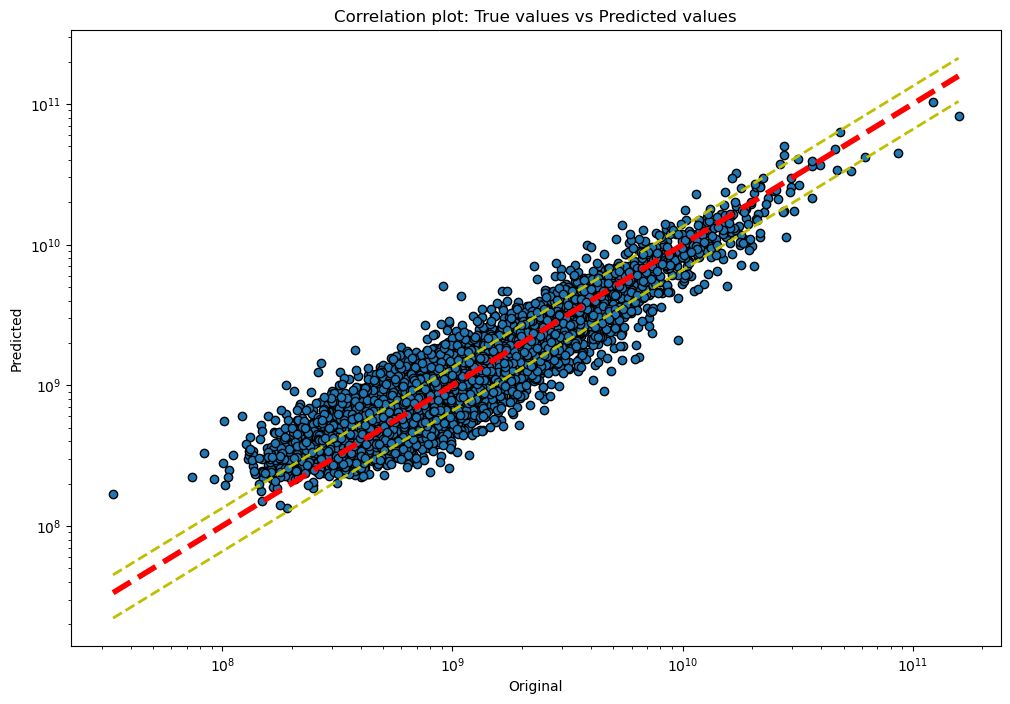 Correlation plot: True values vs Predicted values
10¹¹
10¹⁰
10⁹
10⁸
Predicted
10⁸ 10⁹ 10¹⁰ 10¹¹
Original